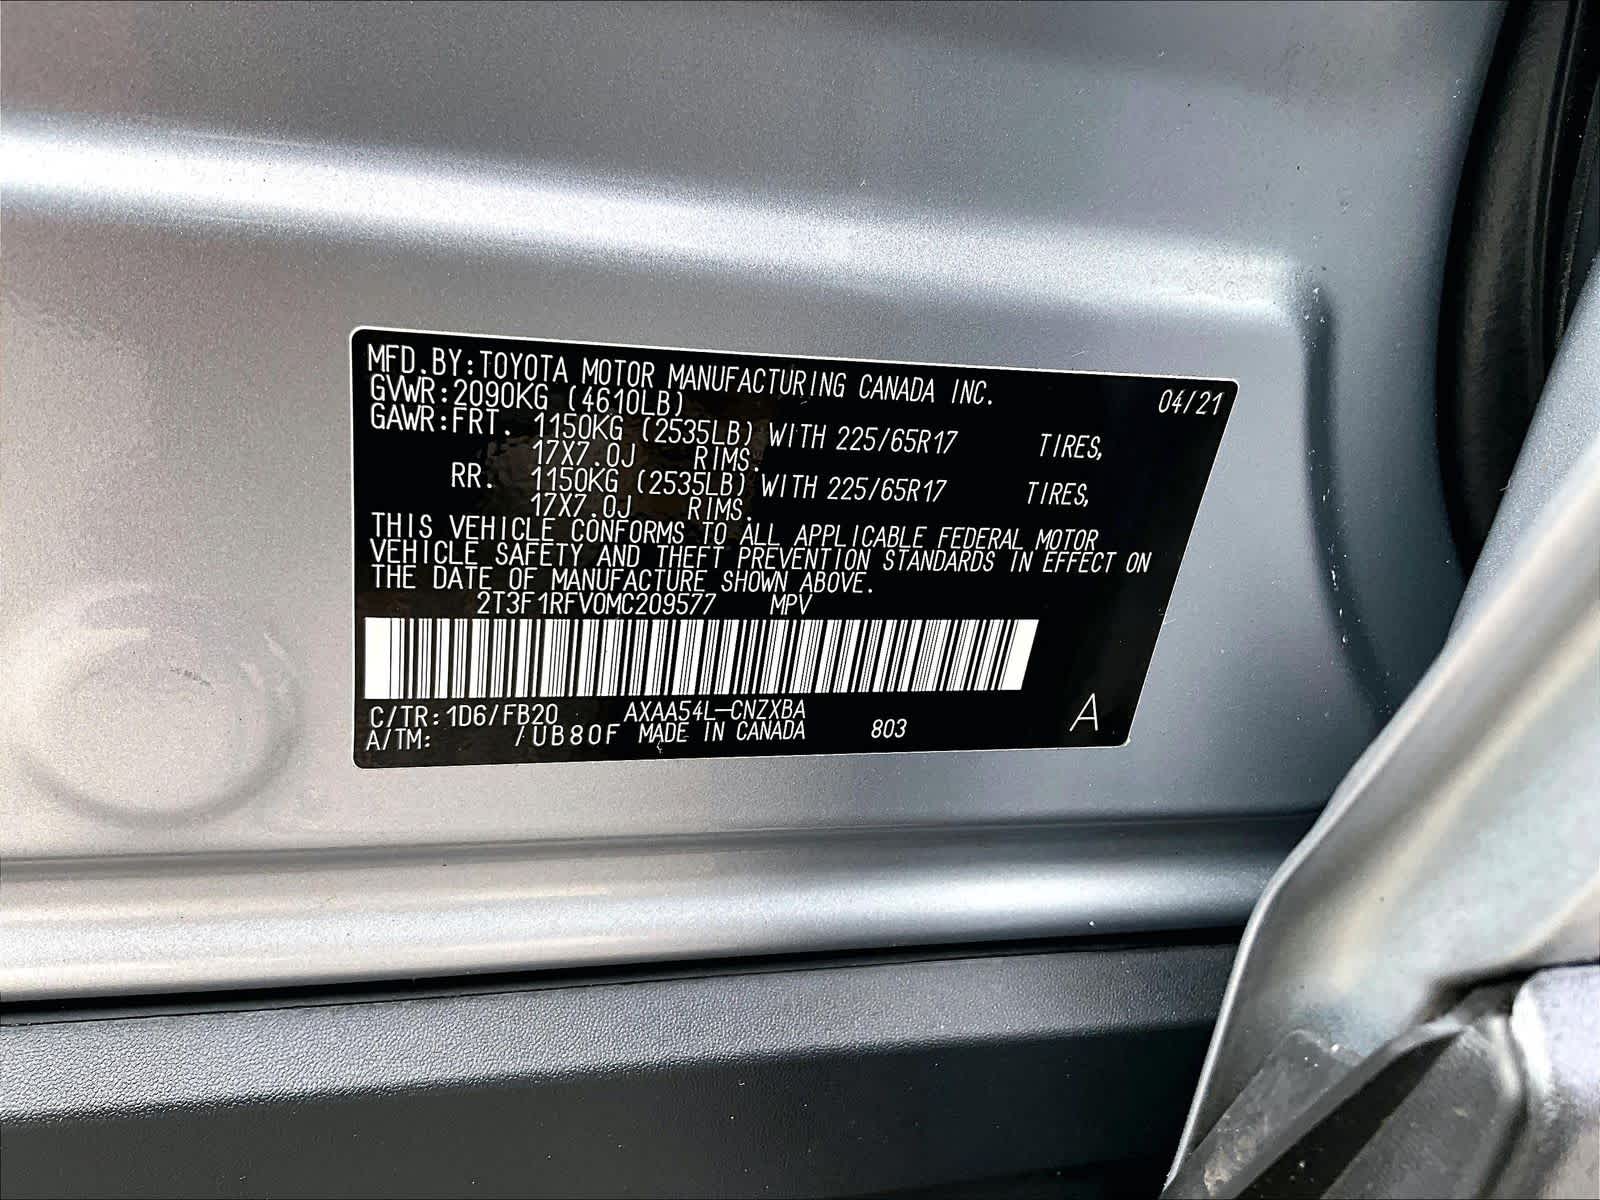 MFD.BY:TOYOTA MOTOR MANUFACTURING CANADA INC. 04/21
GVWR:2090KG (4610LB)
GAWR:FRT. 1150KG (2535LB) WITH 225/65R17 TIRES,
17X7.0J RIMS.
RR. 1150KG (2535LB) WITH 225/65R17 TIRES,
17X7.0J RIMS.
THIS VEHICLE CONFORMS TO ALL APPLICABLE FEDERAL MOTOR
VEHICLE SAFETY AND THEFT PREVENTION STANDARDS IN EFFECT ON
THE DATE OF MANUFACTURE SHOWN ABOVE.
2T3F1RFV0MC209577 MPV
C/TR:1D6/FB20 AXAA54L-CNZXBA
A/TM: /UB80F MADE IN CANADA 803 A